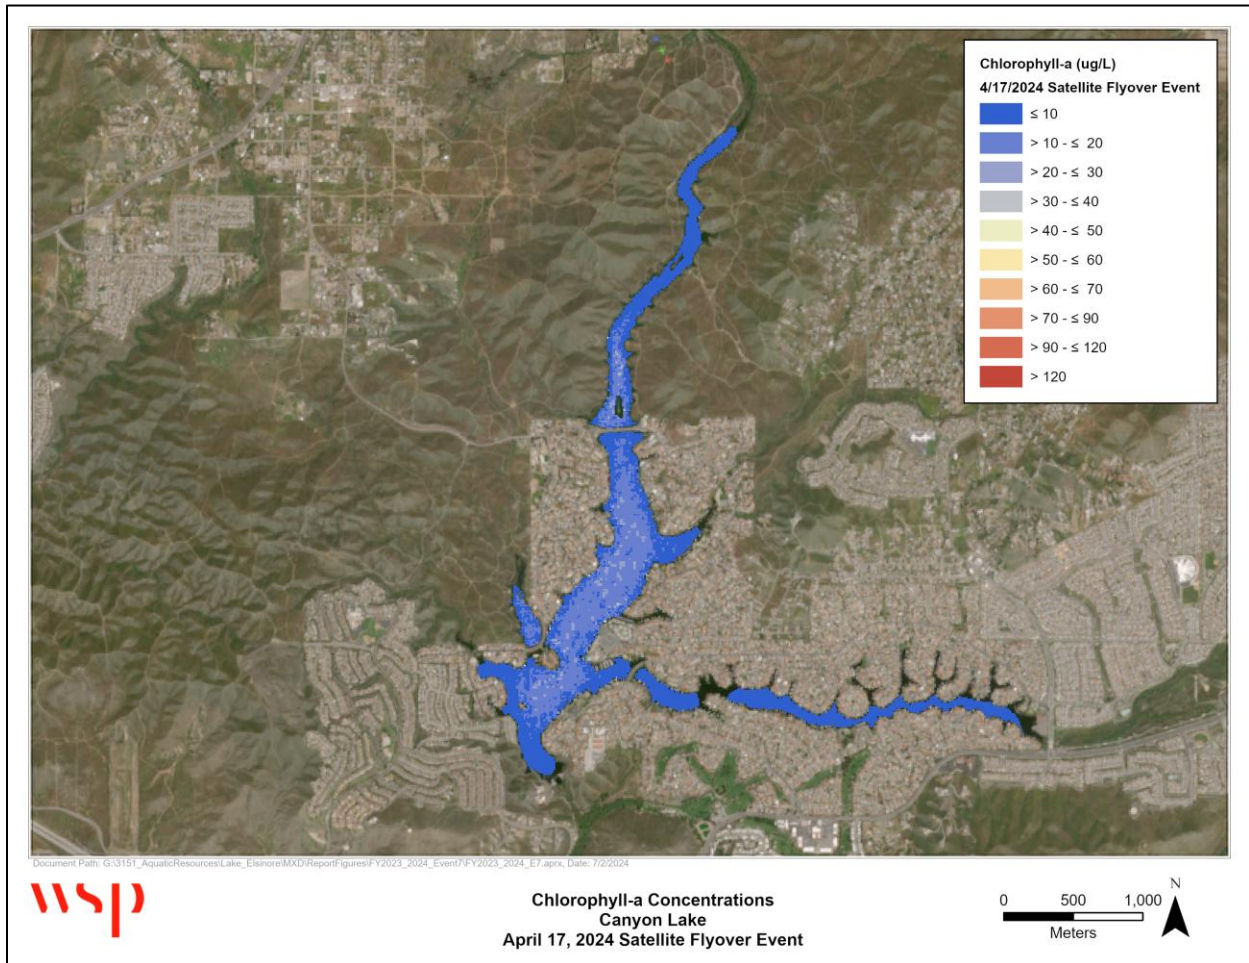 Chlorophyll-a (ug/L)
4/17/2024 Satellite Flyover Event
≤ 10
> 10 - ≤ 20
> 20 - ≤ 30
> 30 - ≤ 40
> 40 - ≤ 50
> 50 - ≤ 60
> 60 - ≤ 70
> 70 - ≤ 90
> 90 - ≤ 120
> 120
Document Path: G:\3151_AquaticResources\Lake_Elsinore\MXD\ReportFigures\FY2023_2024_Event7\FY2023_2024_E7.aprx, Date: 7/2/2024
wsp
Chlorophyll-a Concentrations
Canyon Lake
April 17, 2024 Satellite Flyover Event
0 500 1,000
Meters
N